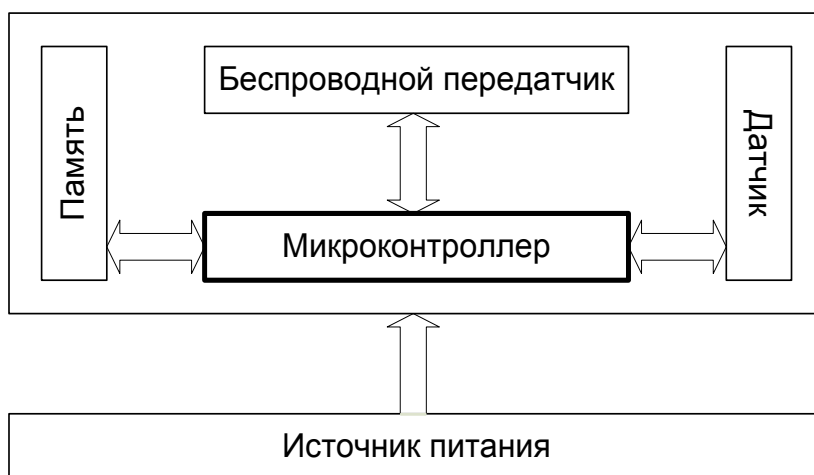 Беспроводной передатчик
Память
Датчик
Микроконтроллер
Источник питания